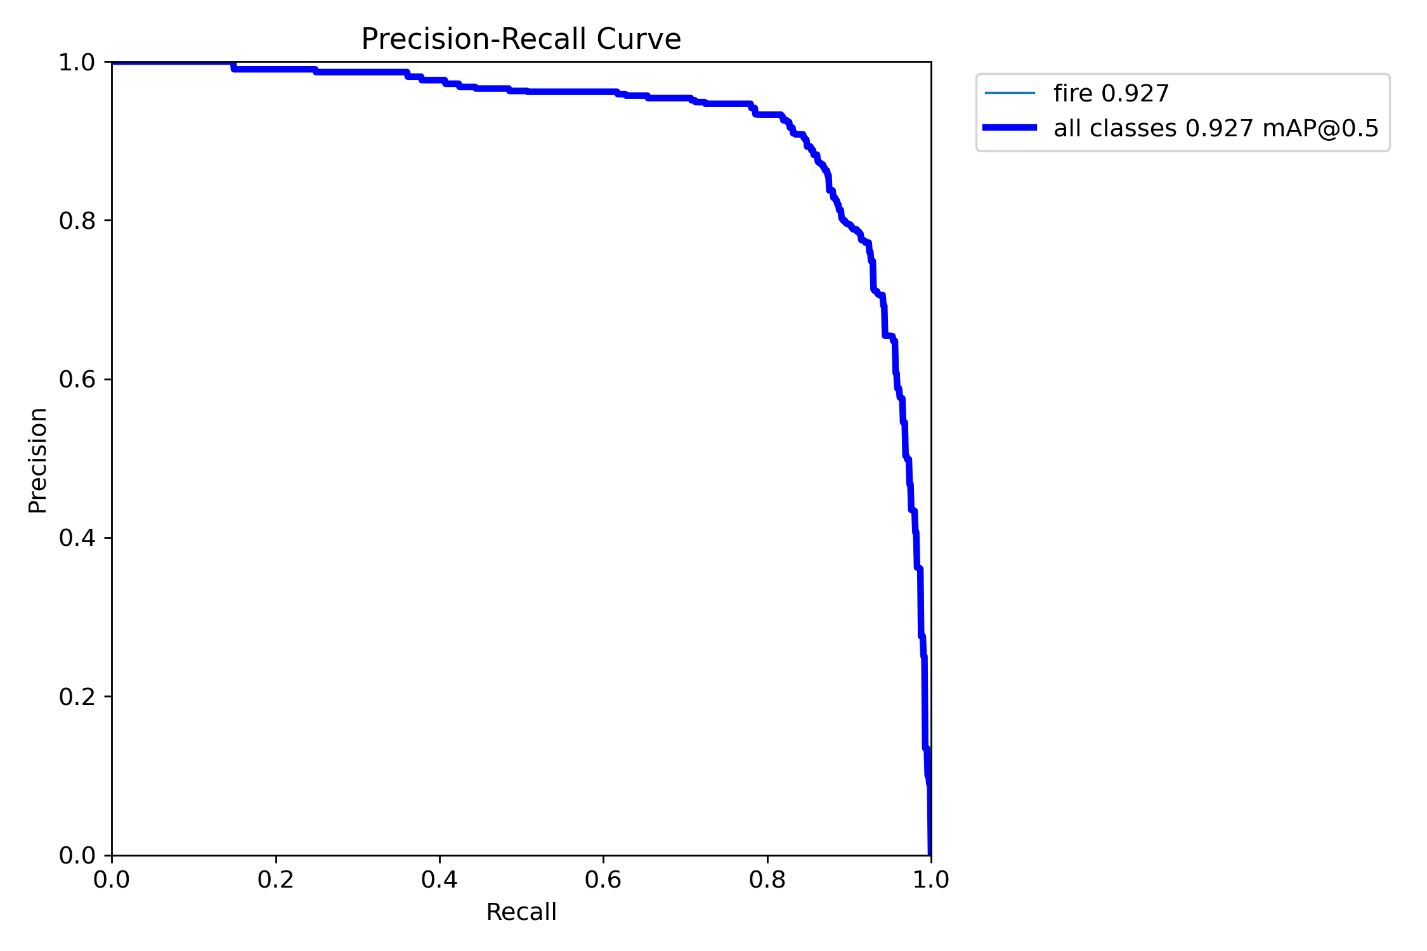 Precision-Recall Curve
1.0
0.8
0.6
0.4
0.2
0.0
Precision
0.0 0.2 0.4 0.6 0.8 1.0
Recall
fire 0.927
all classes 0.927 mAP@0.5